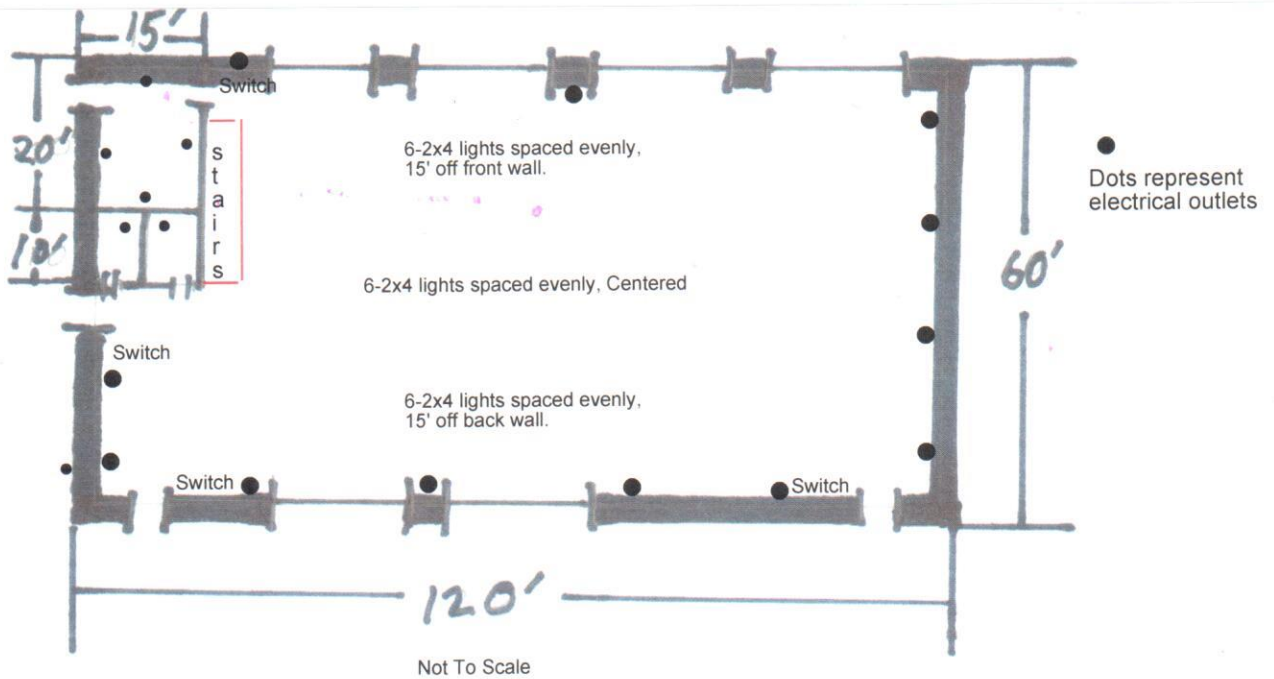 15'
Switch
20'
s
t
a
i
r
s
6-2x4 lights spaced evenly,
15' off front wall.
Dots represent
electrical outlets
10'
6-2x4 lights spaced evenly, Centered
60'
Switch
6-2x4 lights spaced evenly,
15' off back wall.
Switch
Switch
120'
Not To Scale